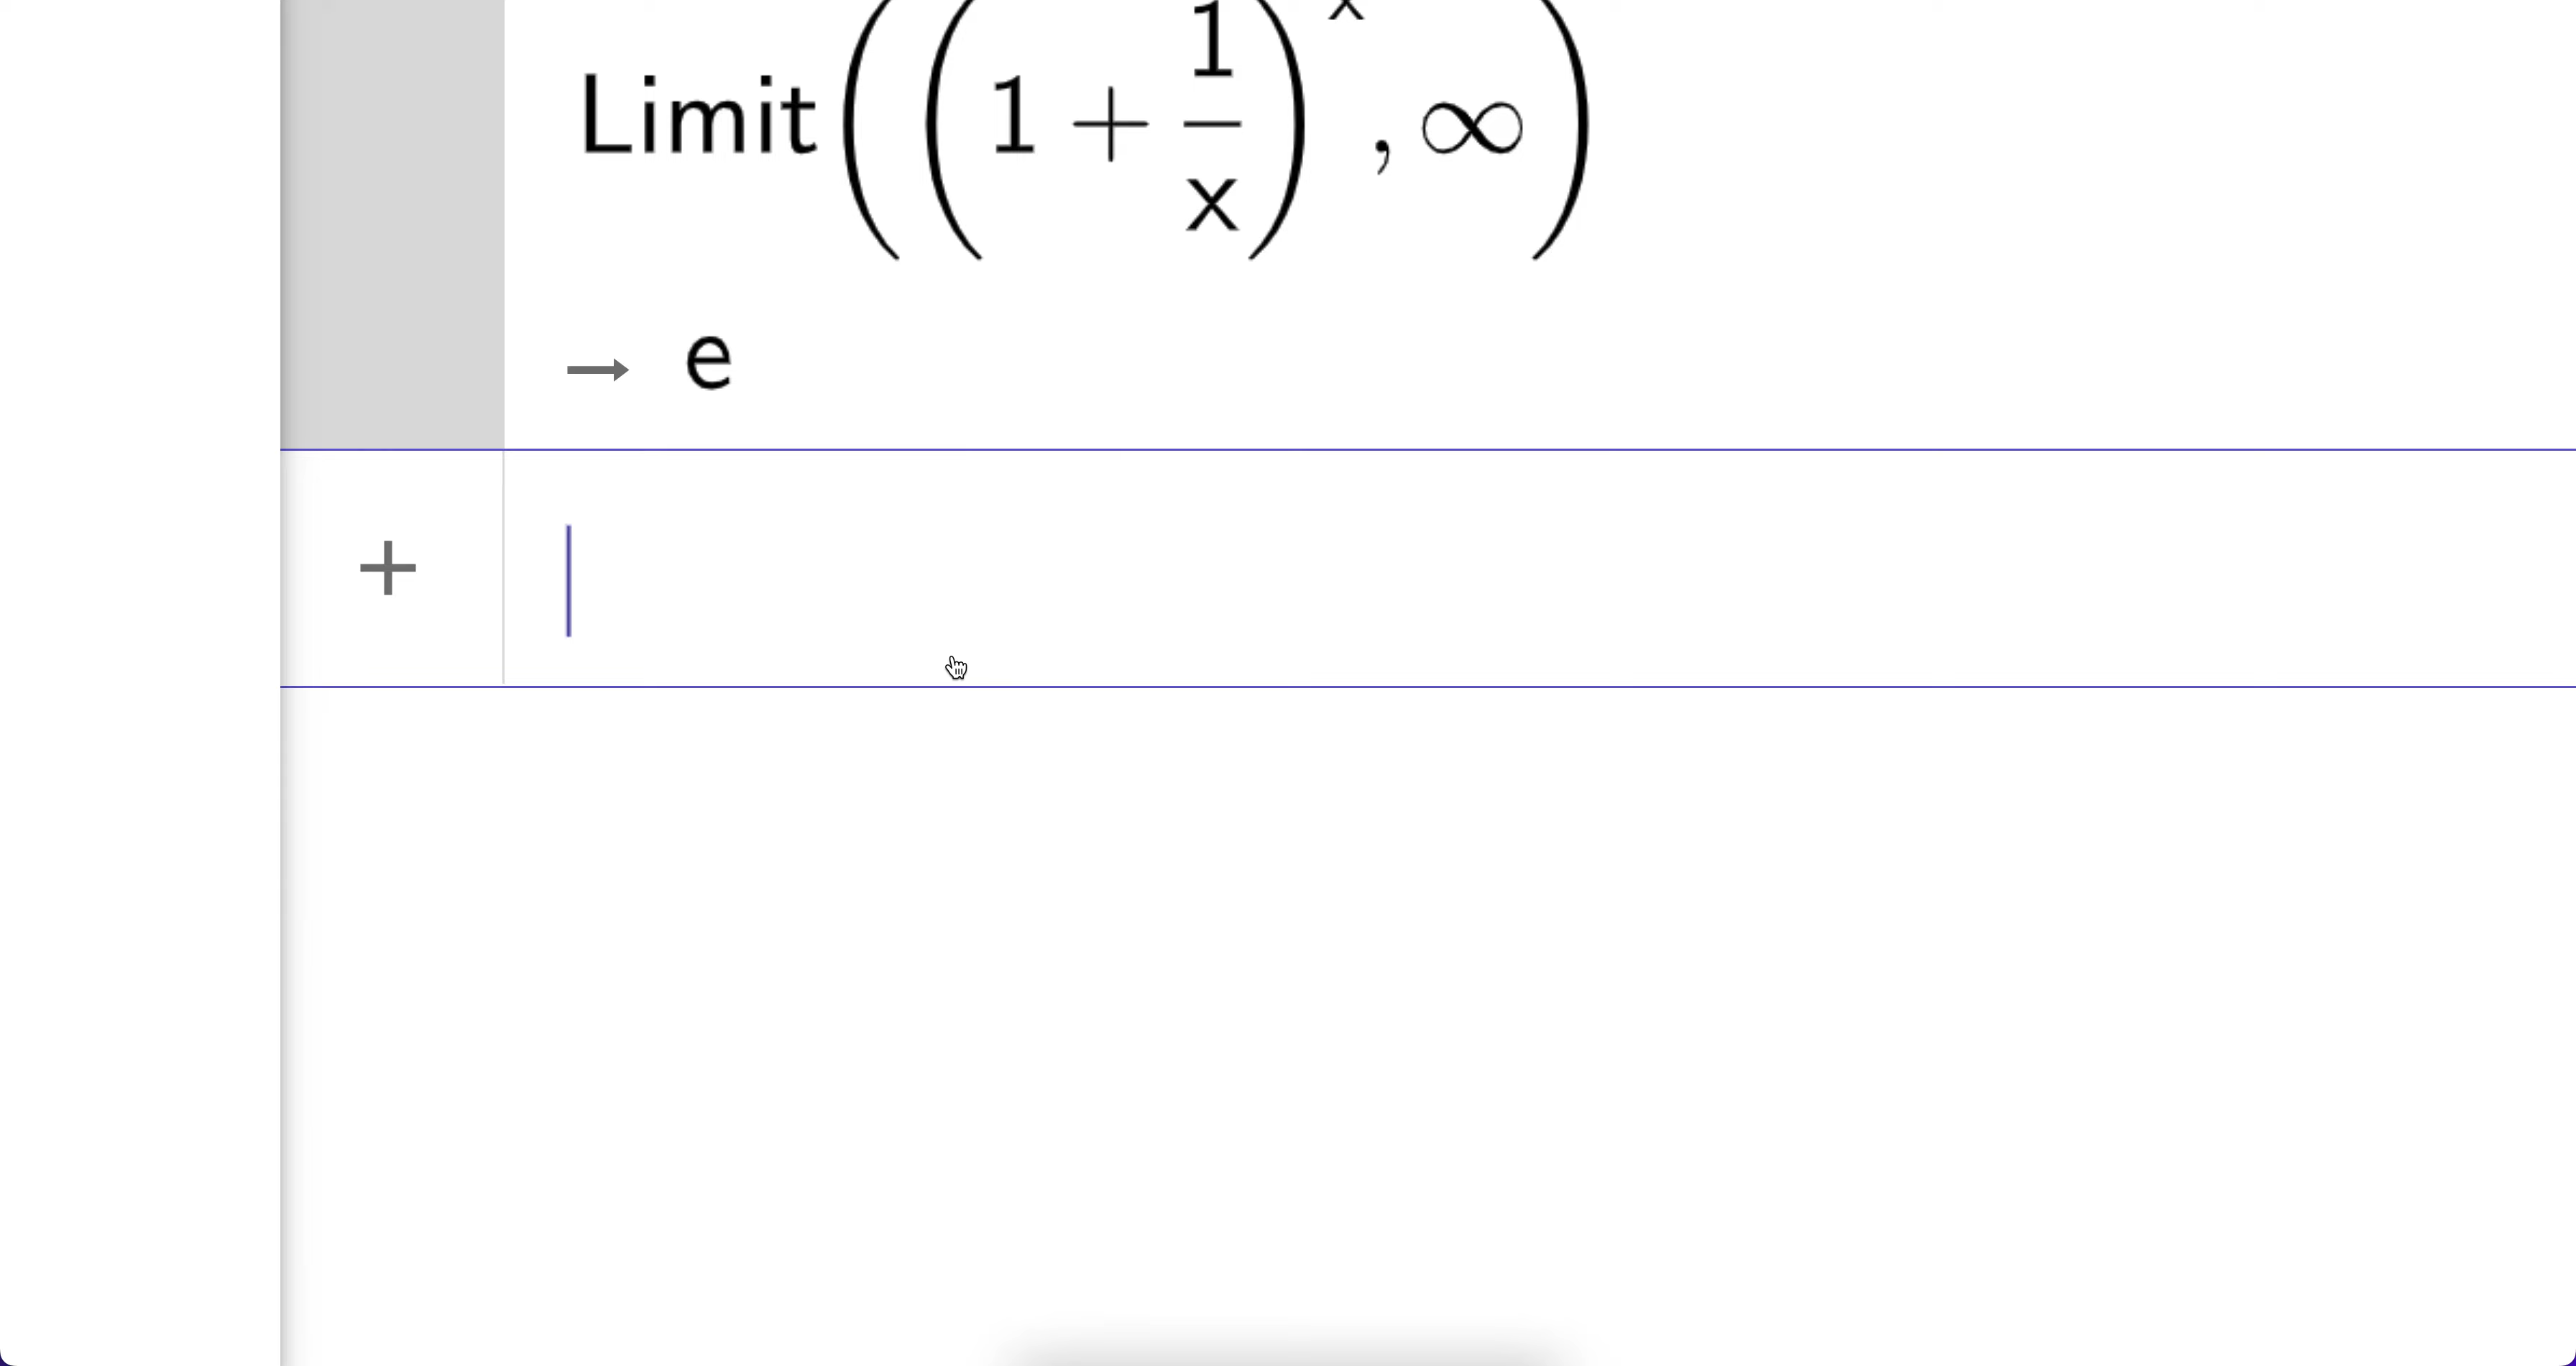 Limit((1 + 1/x)^x, ∞)
→ e
+